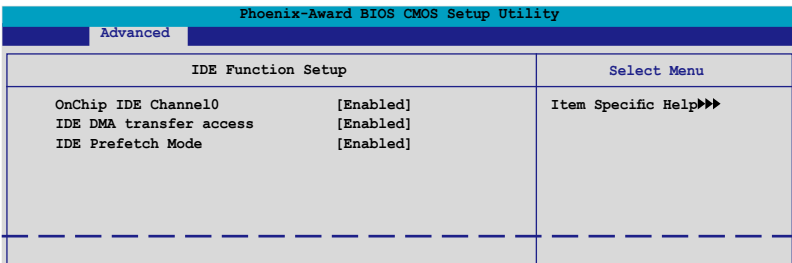 Phoenix-Award BIOS CMOS Setup Utility
Advanced
IDE Function Setup
Select Menu
OnChip IDE Channel0 [Enabled]
IDE DMA transfer access [Enabled]
IDE Prefetch Mode [Enabled]
Item Specific Help